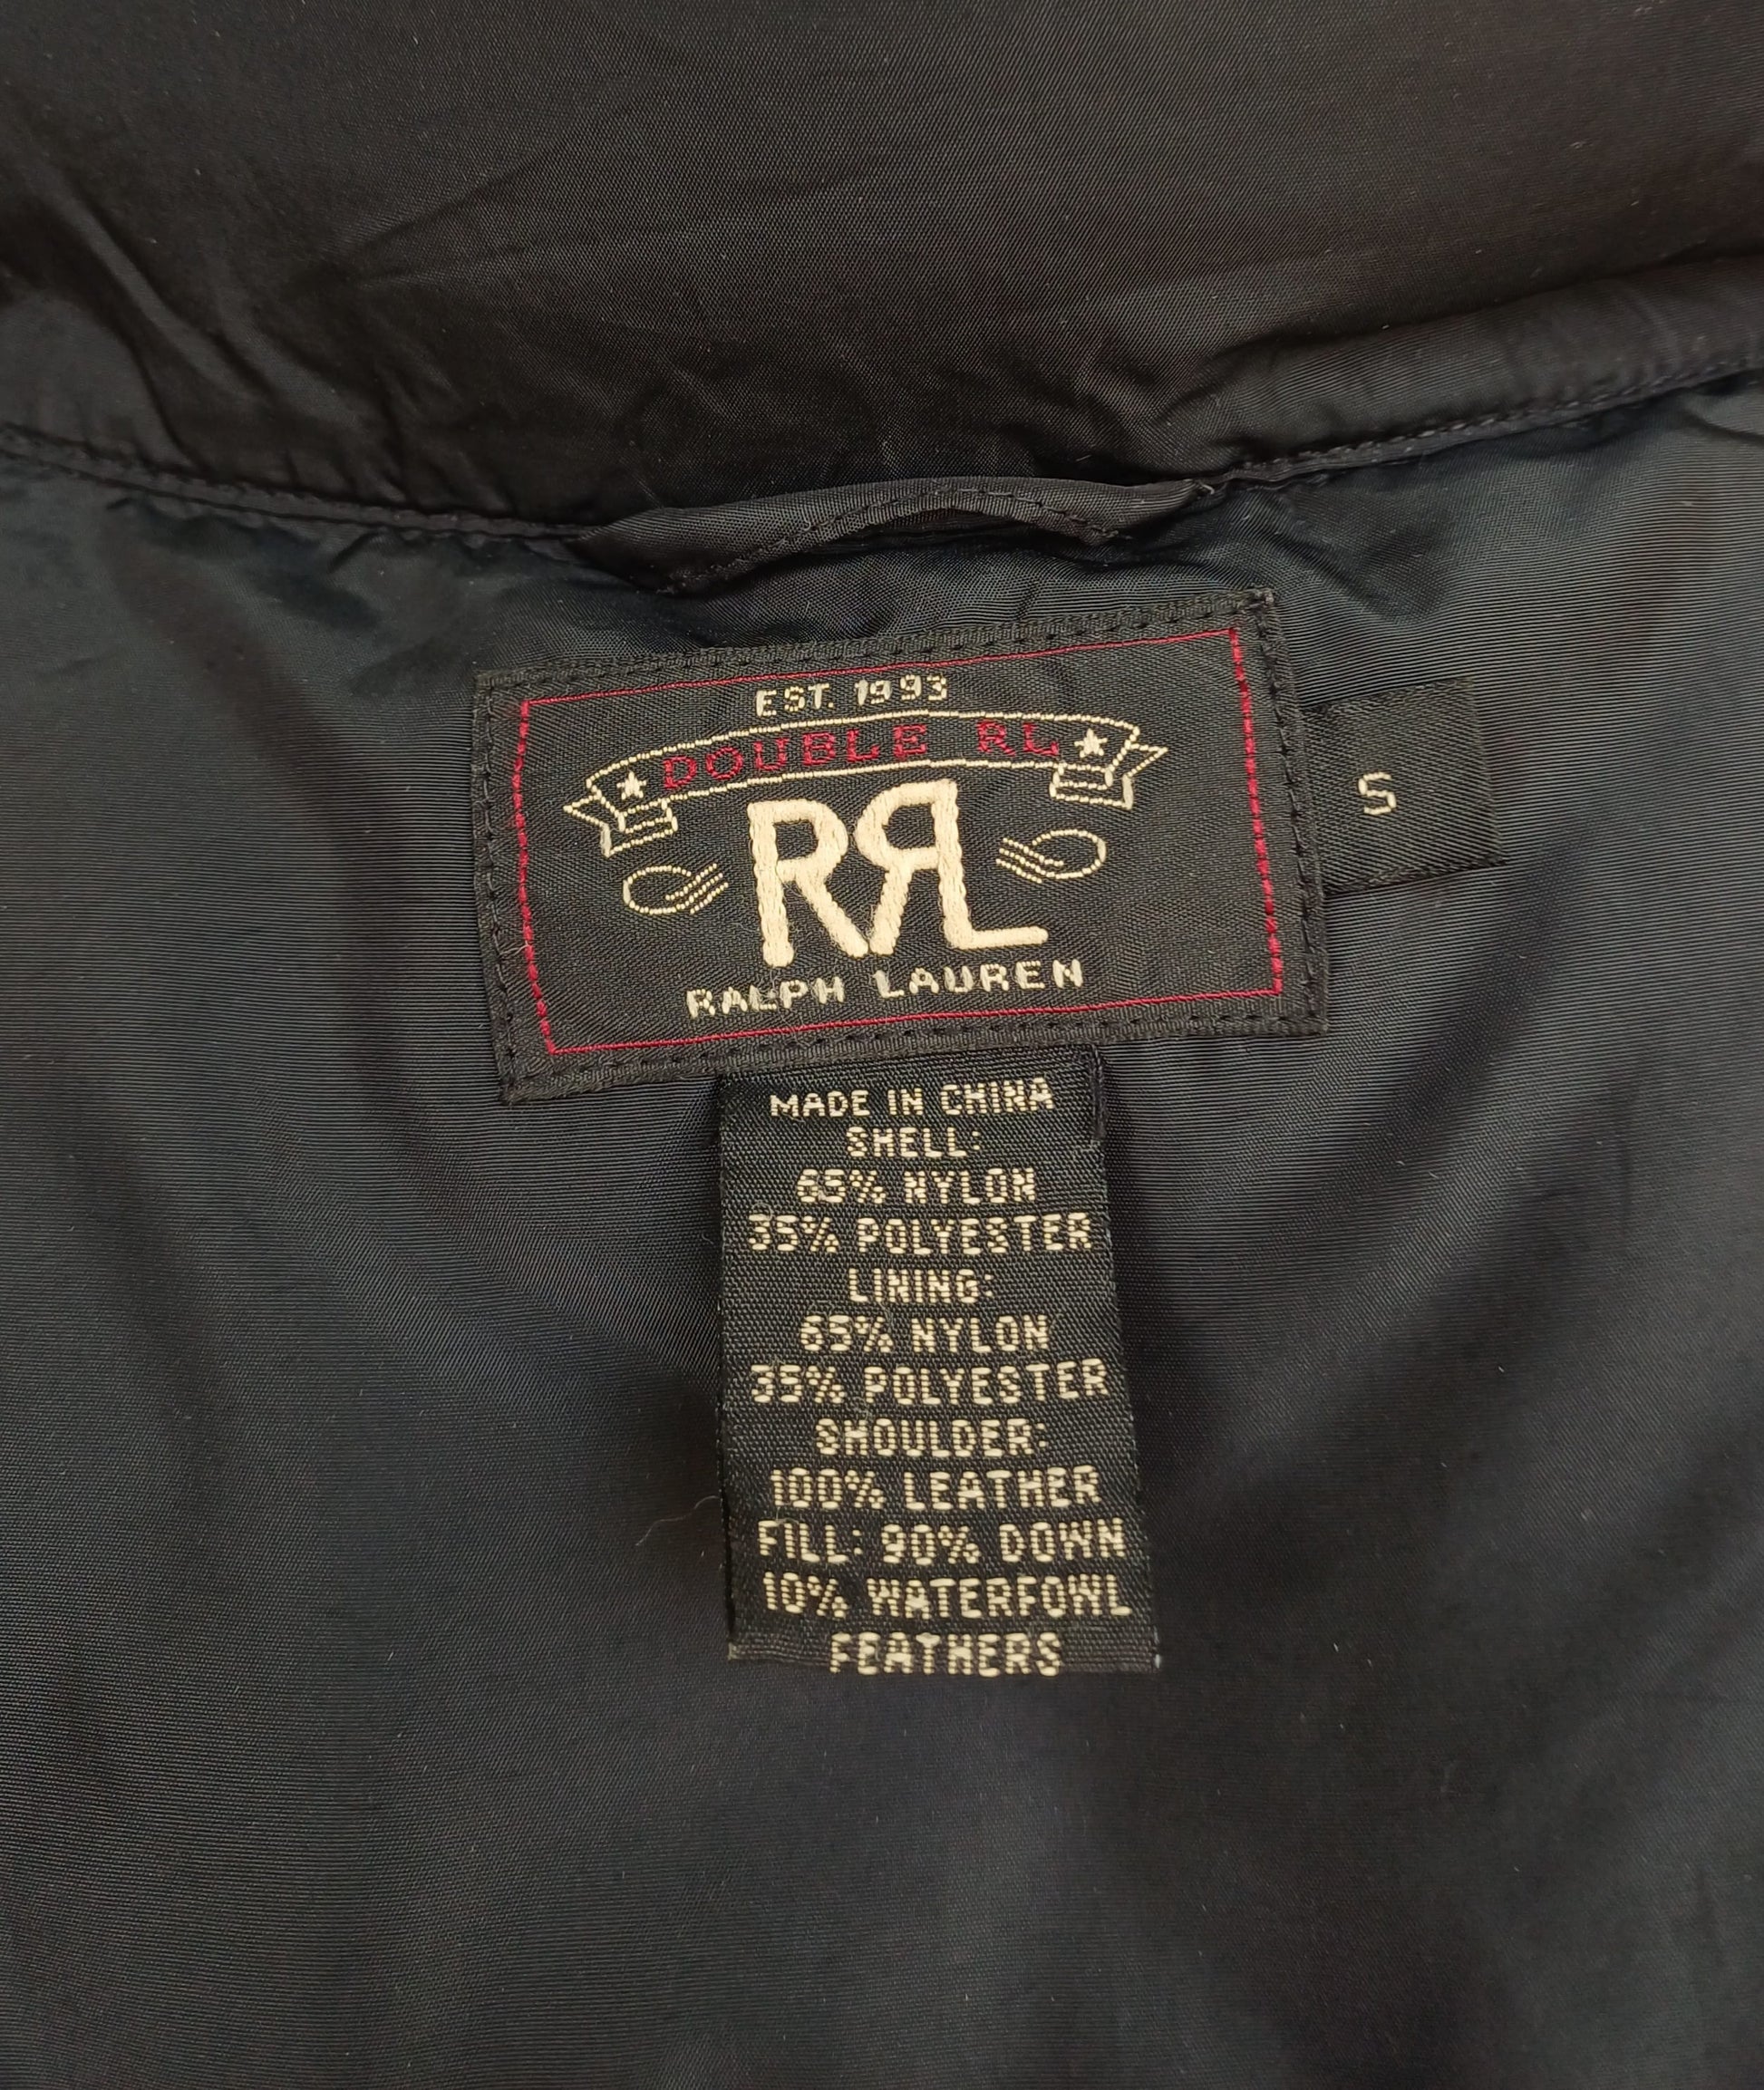 EST. 1993
DOUBLE RL
RRL
RALPH LAUREN
S
MADE IN CHINA
SHELL:
65% NYLON
35% POLYESTER
LINING:
65% NYLON
35% POLYESTER
SHOULDER:
100% LEATHER
FILL: 90% DOWN
10% WATERFOWL
FEATHERS